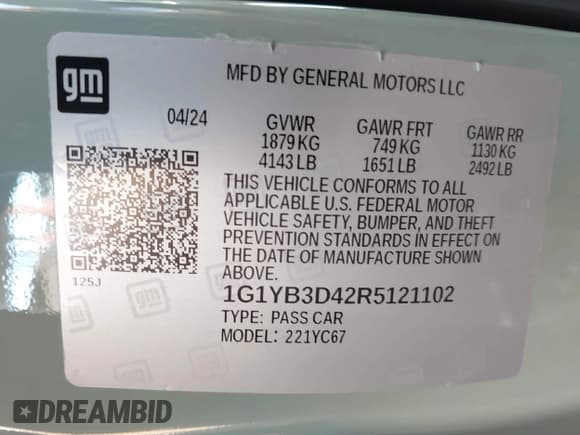 gm
MFD BY GENERAL MOTORS LLC
04/24
GVWR GAWR FRT GAWR RR
1879 KG 749 KG 1130 KG
4143 LB 1651 LB 2492 LB
THIS VEHICLE CONFORMS TO ALL
APPLICABLE U.S. FEDERAL MOTOR
VEHICLE SAFETY, BUMPER, AND THEFT
PREVENTION STANDARDS IN EFFECT ON
THE DATE OF MANUFACTURE SHOWN
ABOVE.
125J
1G1YB3D42R5121102
TYPE: PASS CAR
MODEL: 221YC67
DREAMBID